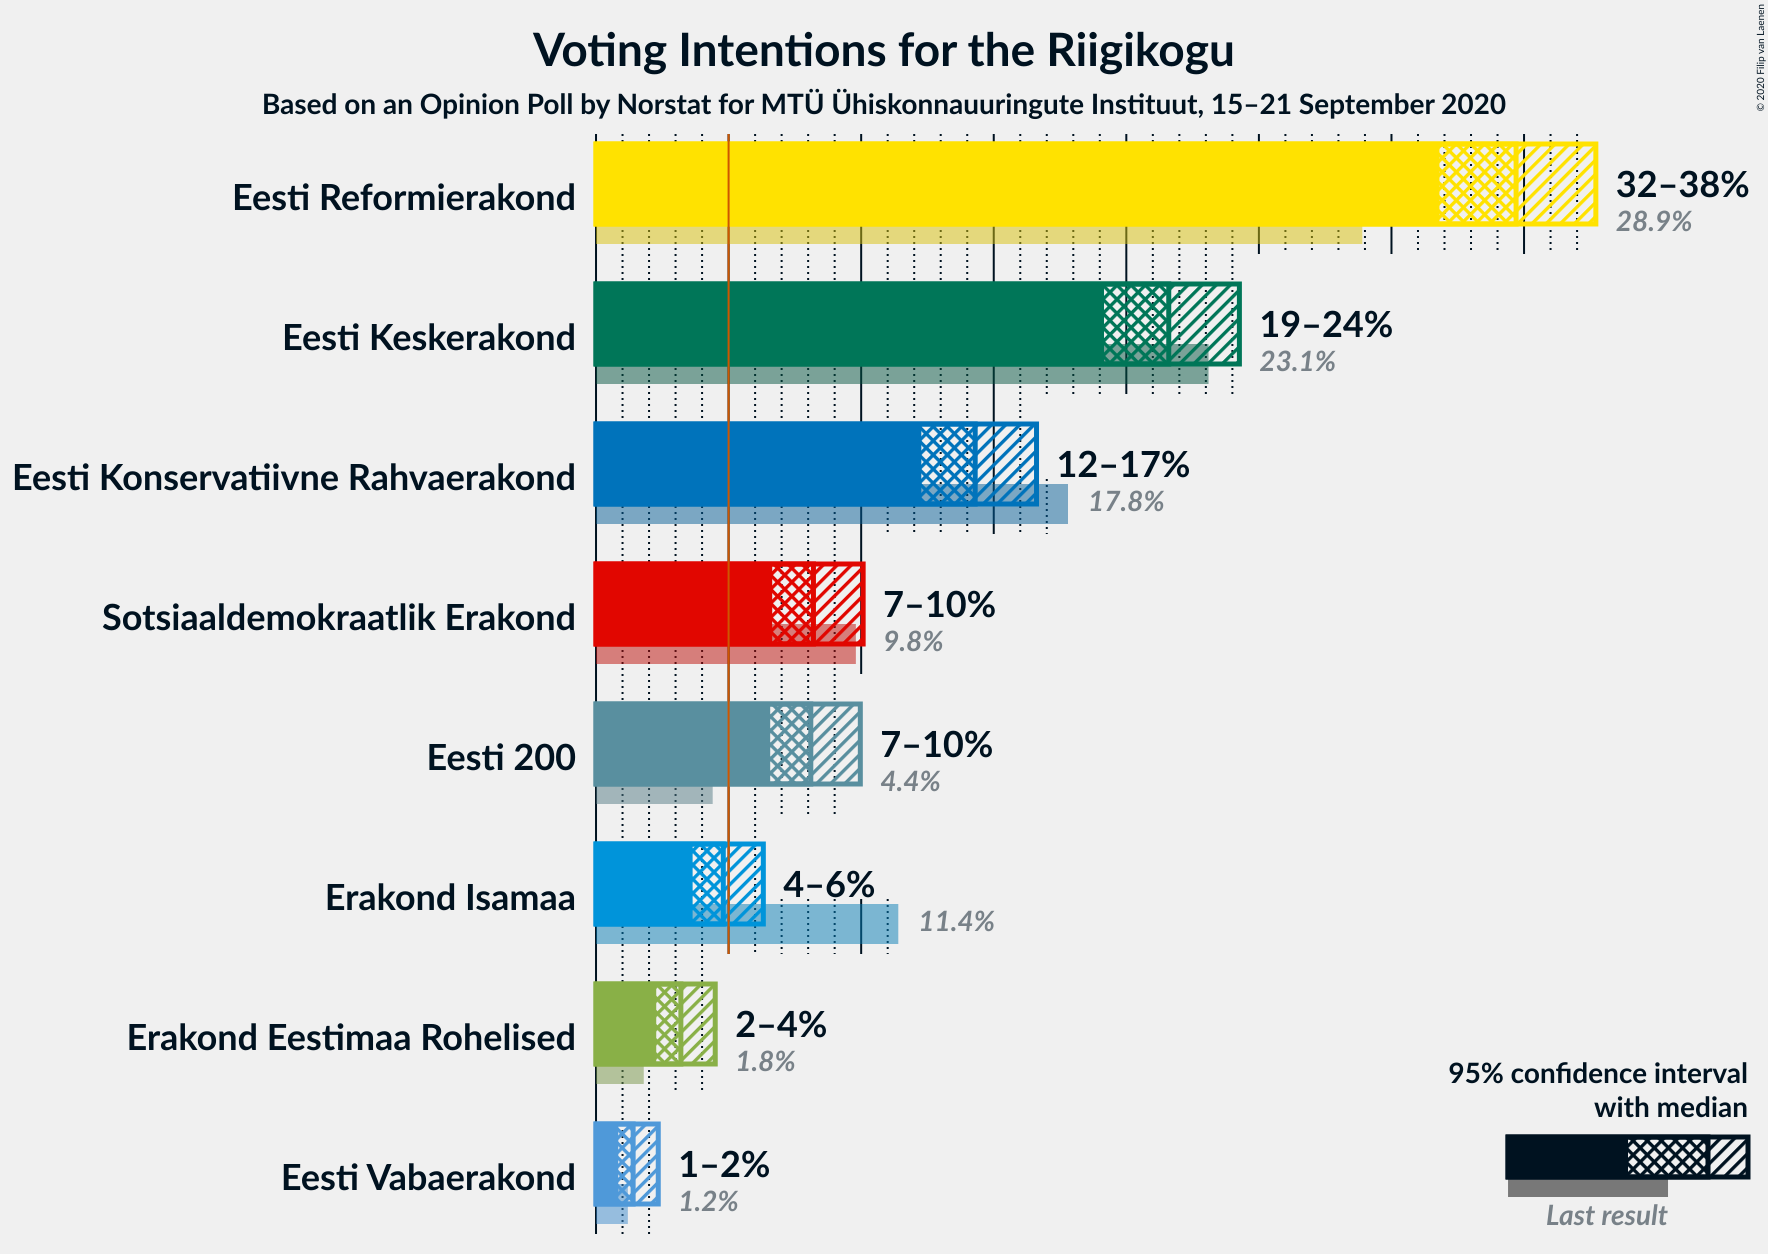 Voting Intentions for the Riigikogu
Based on an Opinion Poll by Norstat for MTÜ Ühiskonnauuringute Instituut, 15–21 September 2020
© 2020 Filip van Laenen
Eesti Reformierakond
32–38%
28.9%
Eesti Keskerakond
19–24%
23.1%
Eesti Konservatiivne Rahvaerakond
12–17%
17.8%
Sotsiaaldemokraatlik Erakond
7–10%
9.8%
Eesti 200
7–10%
4.4%
Erakond Isamaa
4–6%
11.4%
Erakond Eestimaa Rohelised
2–4%
1.8%
Eesti Vabaerakond
1–2%
1.2%
95% confidence interval
with median
Last result